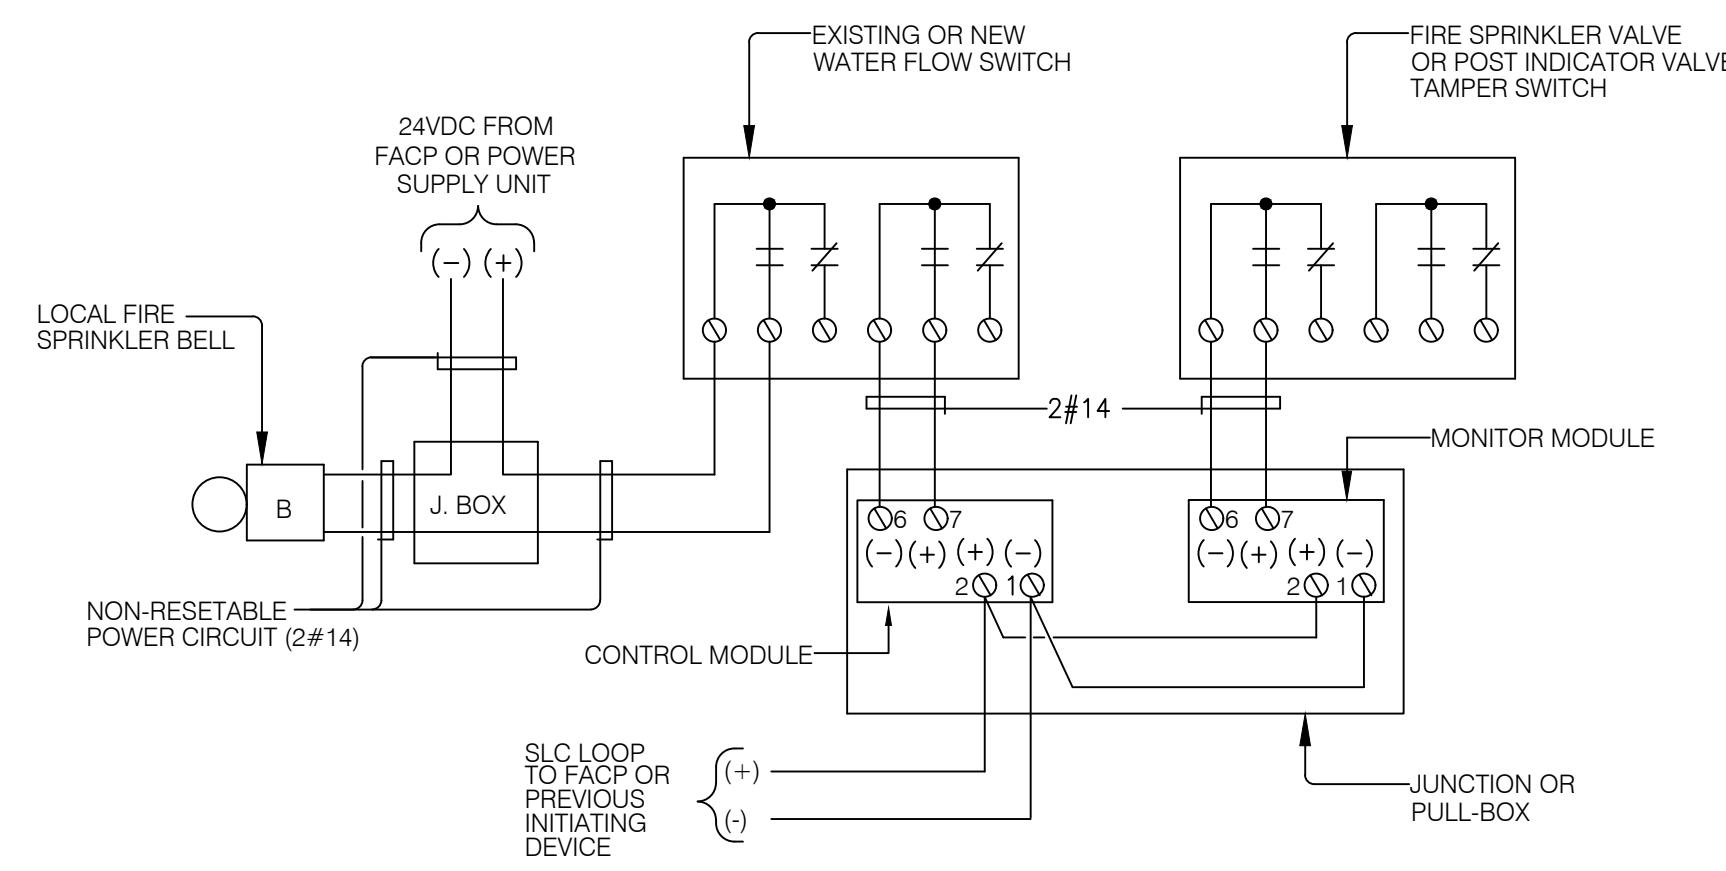 EXISTING OR NEW
WATER FLOW SWITCH
FIRE SPRINKLER VALVE
OR POST INDICATOR VALVE
TAMPER SWITCH
24VDC FROM
FACP OR POWER
SUPPLY UNIT
(-) (+)
LOCAL FIRE
SPRINKLER BELL
2#14
MONITOR MODULE
B
J. BOX
6 7
(-) (+) (+) (-)
2 1
6 7
(-) (+) (+) (-)
2 1
NON-RESETABLE
POWER CIRCUIT (2#14)
CONTROL MODULE
SLC LOOP
TO FACP OR
PREVIOUS
INITIATING
DEVICE
(+)
(-)
JUNCTION OR
PULL-BOX